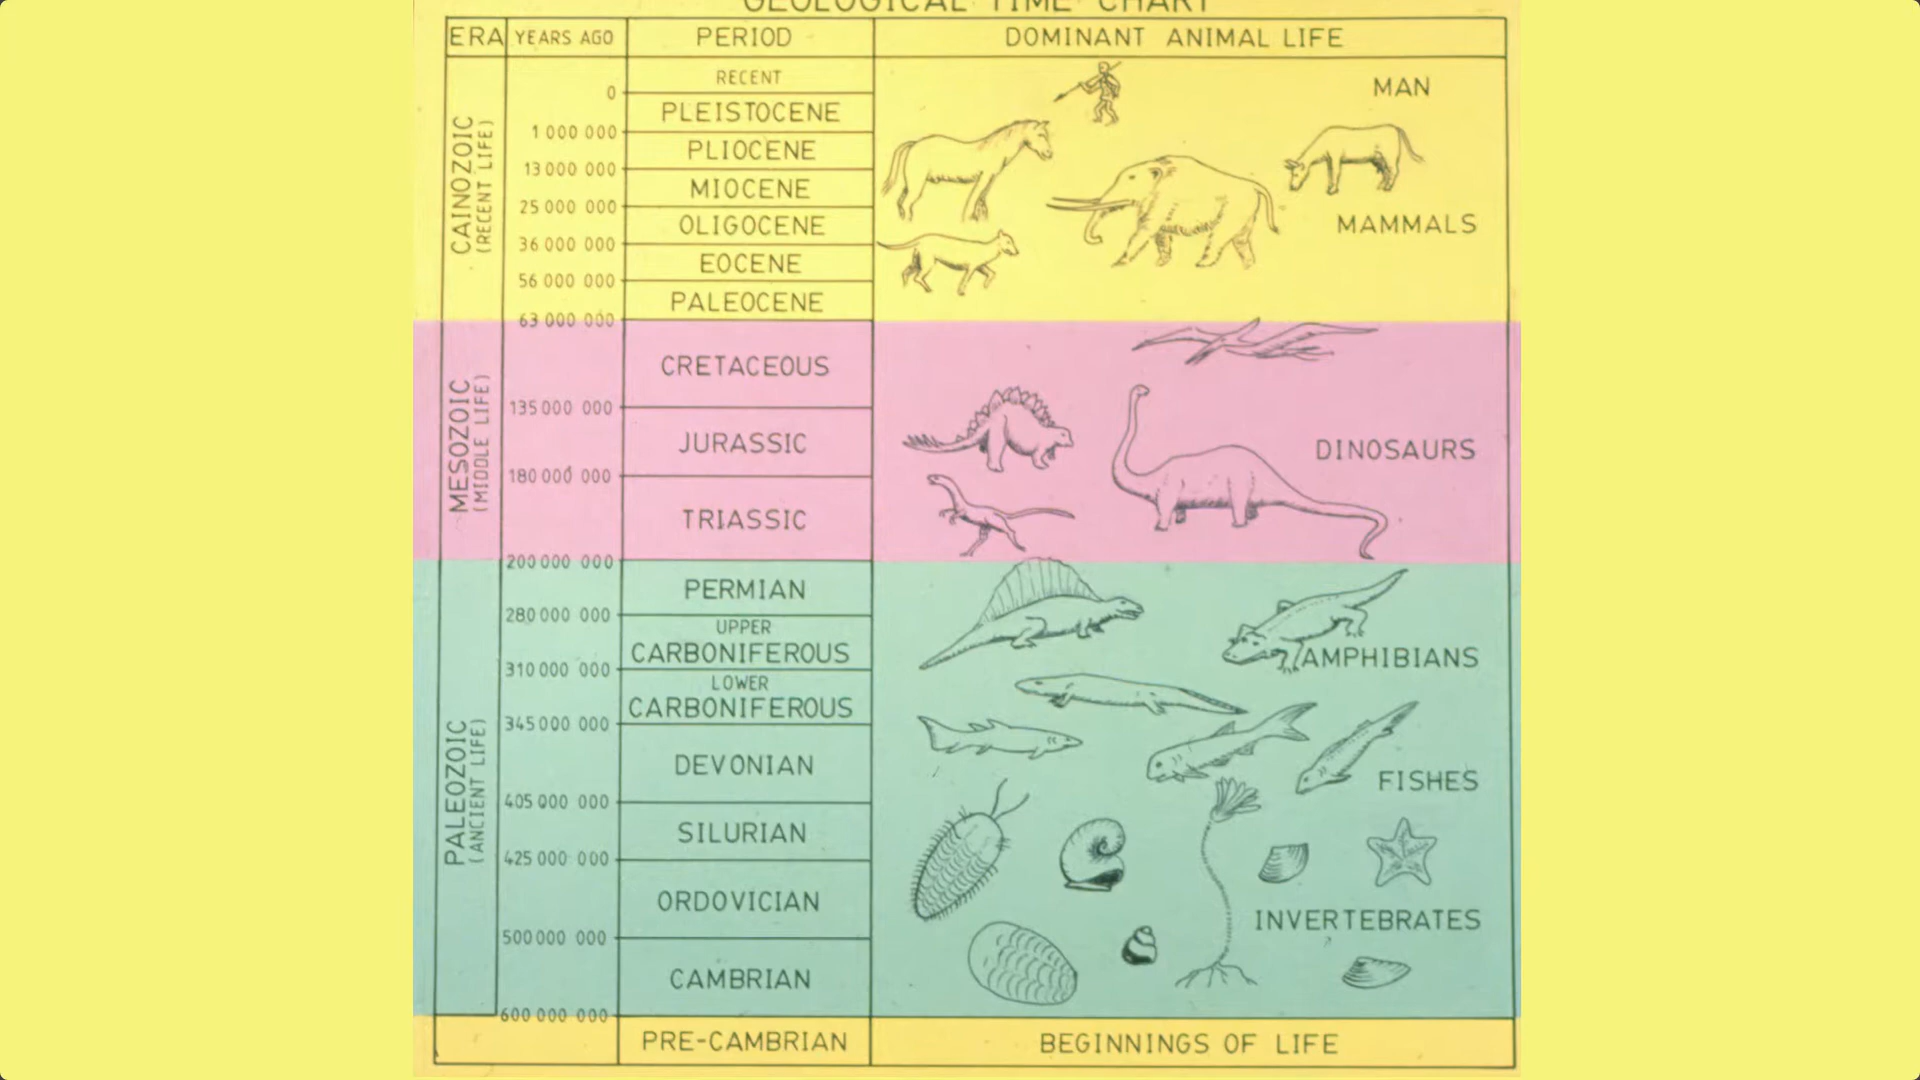 GEOLOGICAL TIME CHART
ERA YEARS AGO PERIOD DOMINANT ANIMAL LIFE
CAINOZOIC
(RECENT LIFE)
RECENT
MAN
0
PLEISTOCENE
1 000 000
PLIOCENE
13 000 000
MIOCENE
25 000 000
OLIGOCENE
MAMMALS
36 000 000
EOCENE
56 000 000
PALEOCENE
63 000 000
MESOZOIC
(MIDDLE LIFE)
CRETACEOUS
135 000 000
JURASSIC
DINOSAURS
180 000 000
TRIASSIC
200 000 000
PALEOZOIC
(ANCIENT LIFE)
PERMIAN
280 000 000
UPPER
CARBONIFEROUS
AMPHIBIANS
310 000 000
LOWER
CARBONIFEROUS
345 000 000
DEVONIAN
FISHES
405 000 000
SILURIAN
425 000 000
ORDOVICIAN
INVERTEBRATES
500 000 000
CAMBRIAN
600 000 000
PRE-CAMBRIAN BEGINNINGS OF LIFE